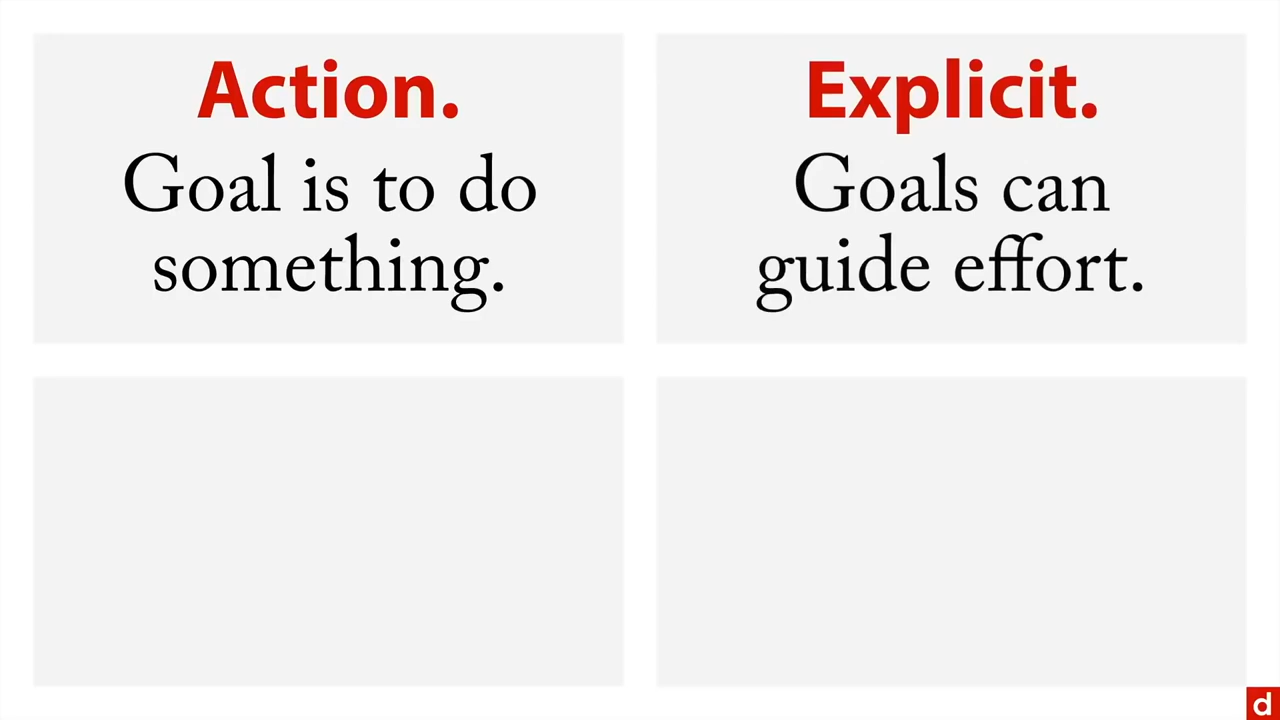 Action.
Goal is to do
something.
Explicit.
Goals can
guide effort.
d